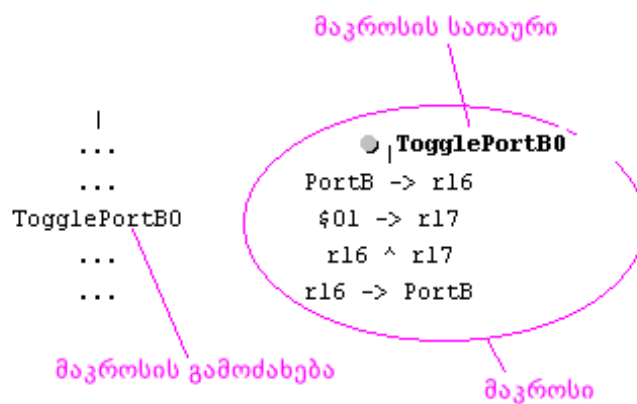 მაკროსის სათაური
...
...
TogglePortB0
...
...
TogglePortB0
PortB -> r16
$01 -> r17
r16 ^ r17
r16 -> PortB
მაკროსის გამოძახება
მაკროსი